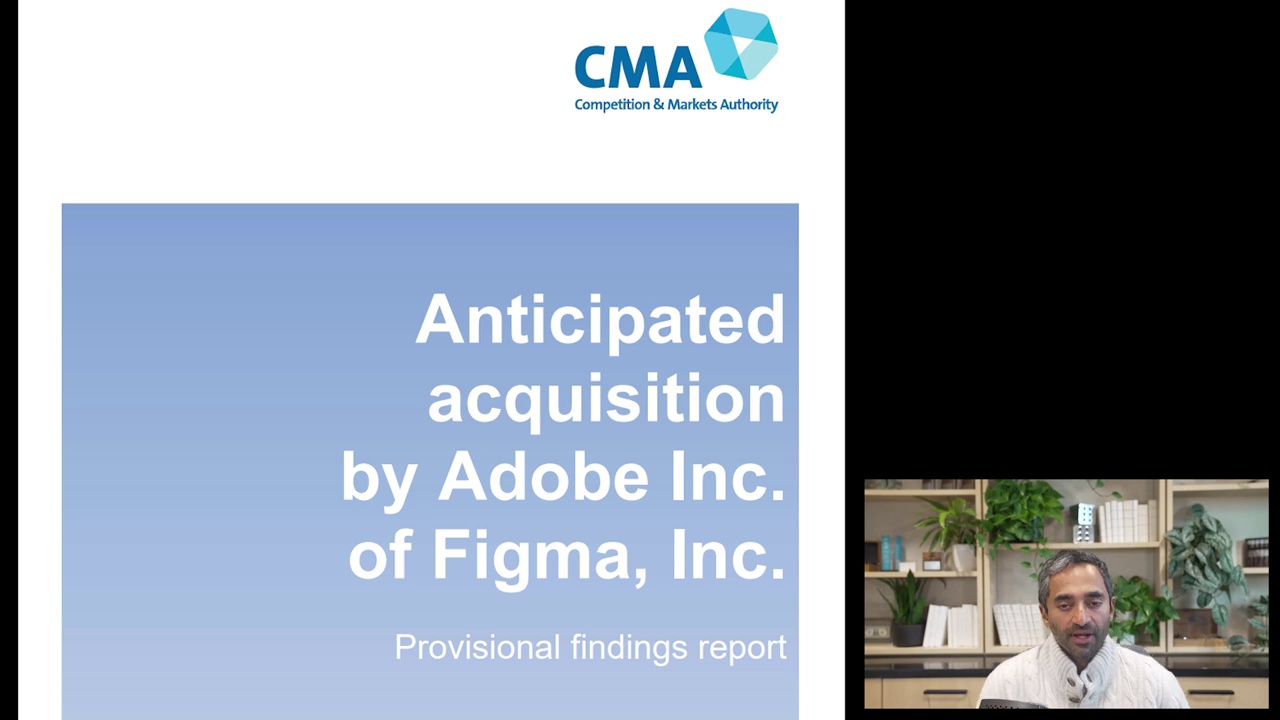 CMA
Competition & Markets Authority
Anticipated
acquisition
by Adobe Inc.
of Figma, Inc.
Provisional findings report